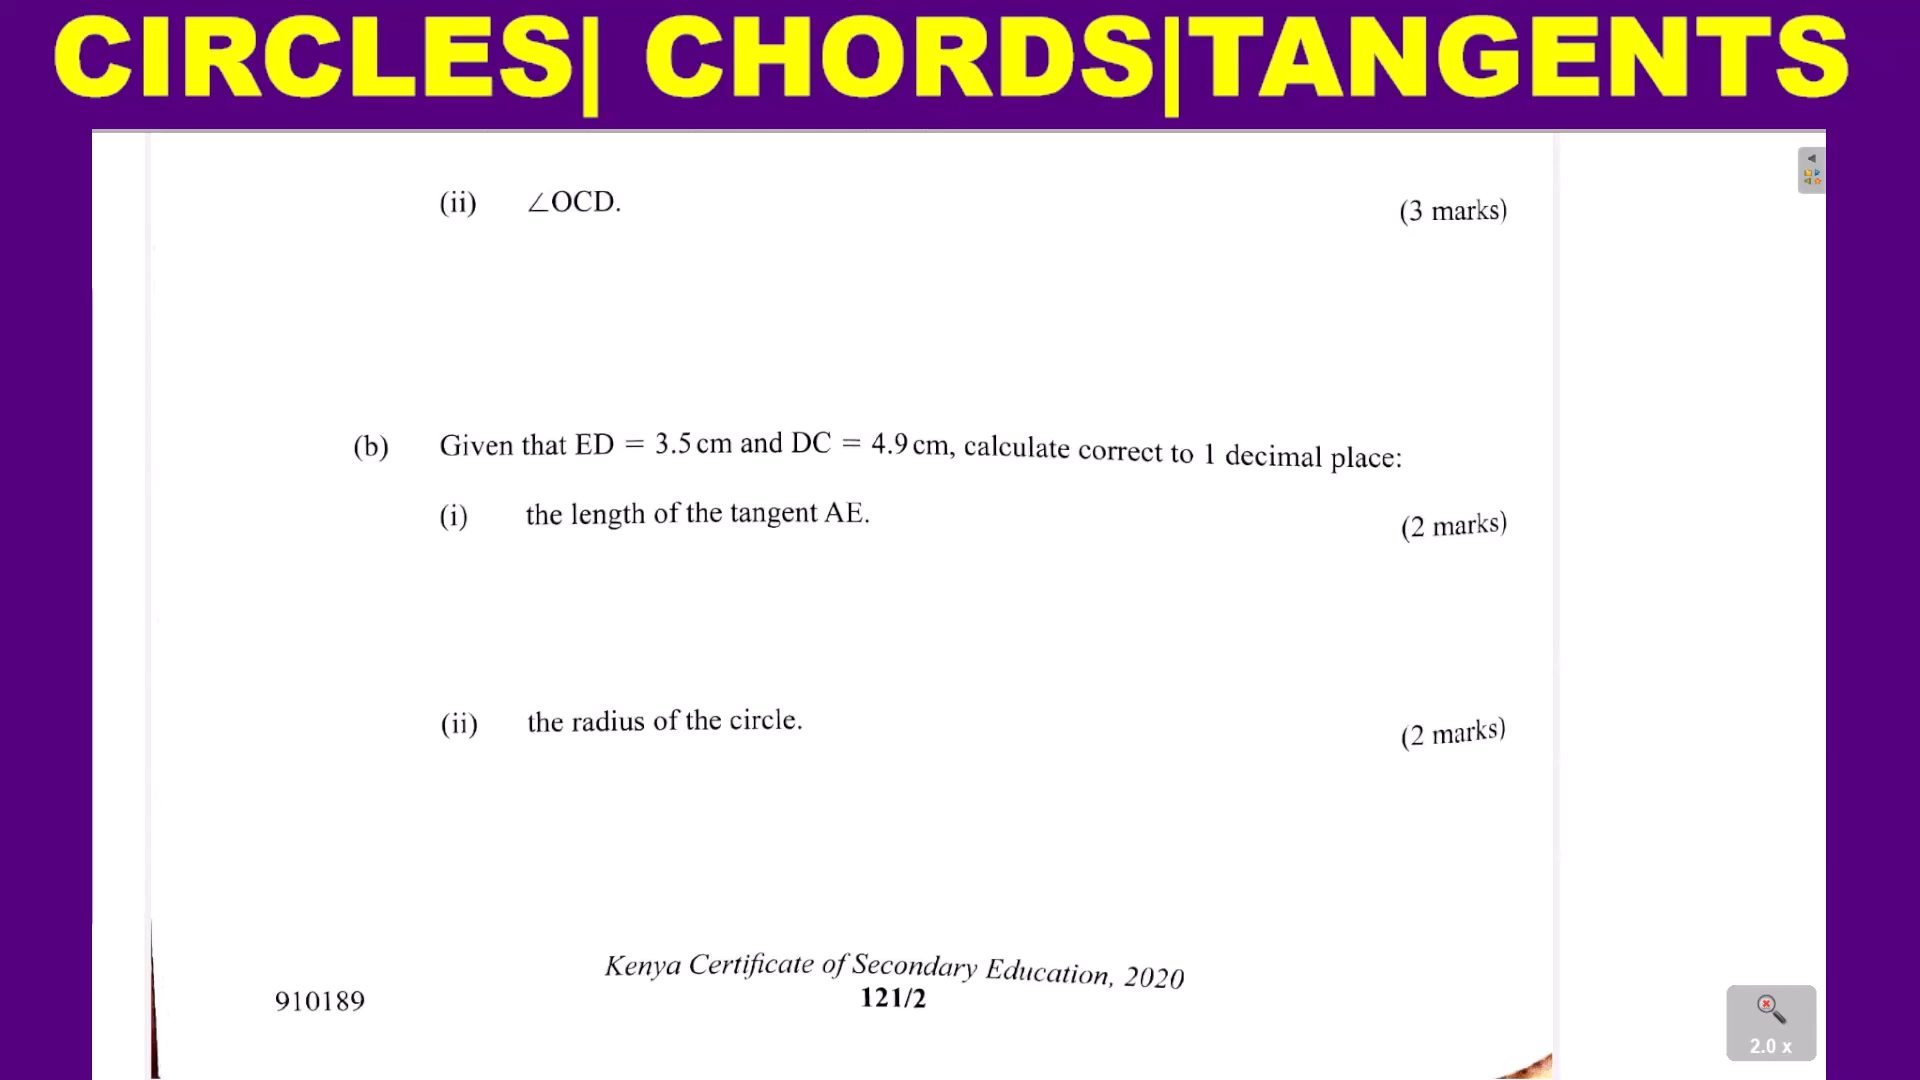 CIRCLES| CHORDS|TANGENTS
(ii) ∠OCD. (3 marks)
(b) Given that ED = 3.5 cm and DC = 4.9 cm, calculate correct to 1 decimal place:
(i) the length of the tangent AE. (2 marks)
(ii) the radius of the circle. (2 marks)
Kenya Certificate of Secondary Education, 2020
910189 121/2
2.0 x